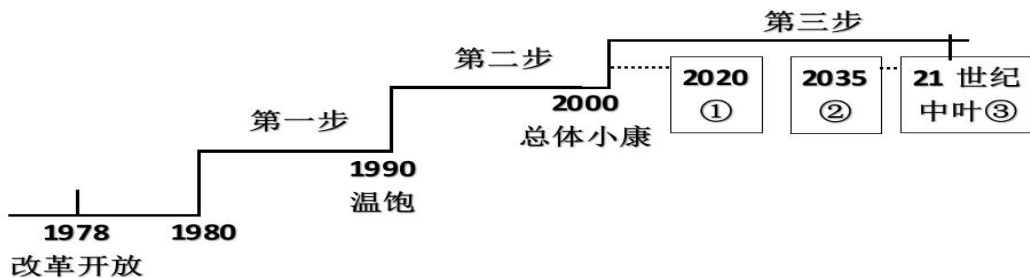 第三步
第二步
2020
①
2035
②
21 世纪
中叶③
第一步
2000
总体小康
1990
温饱
1978
1980
改革开放